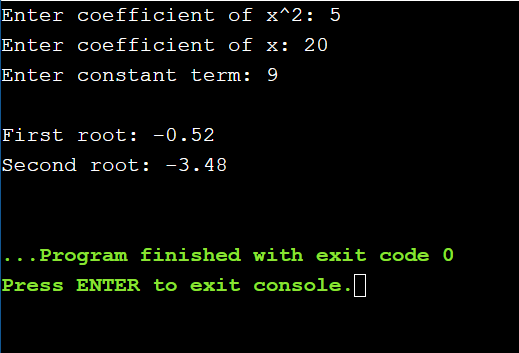 Enter coefficient of x^2: 5
Enter coefficient of x: 20
Enter constant term: 9
First root: -0.52
Second root: -3.48
...Program finished with exit code 0
Press ENTER to exit console.